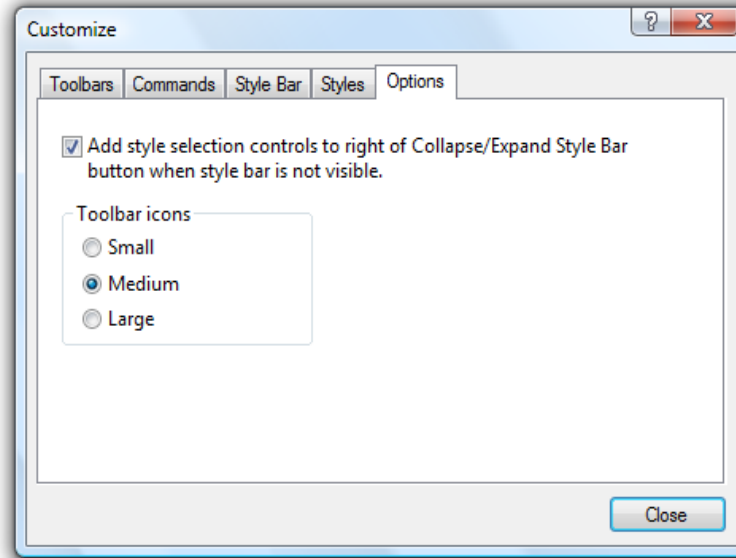 Customize
Toolbars Commands Style Bar Styles Options
Add style selection controls to right of Collapse/Expand Style Bar
button when style bar is not visible.
Toolbar icons
Small
Medium
Large
Close